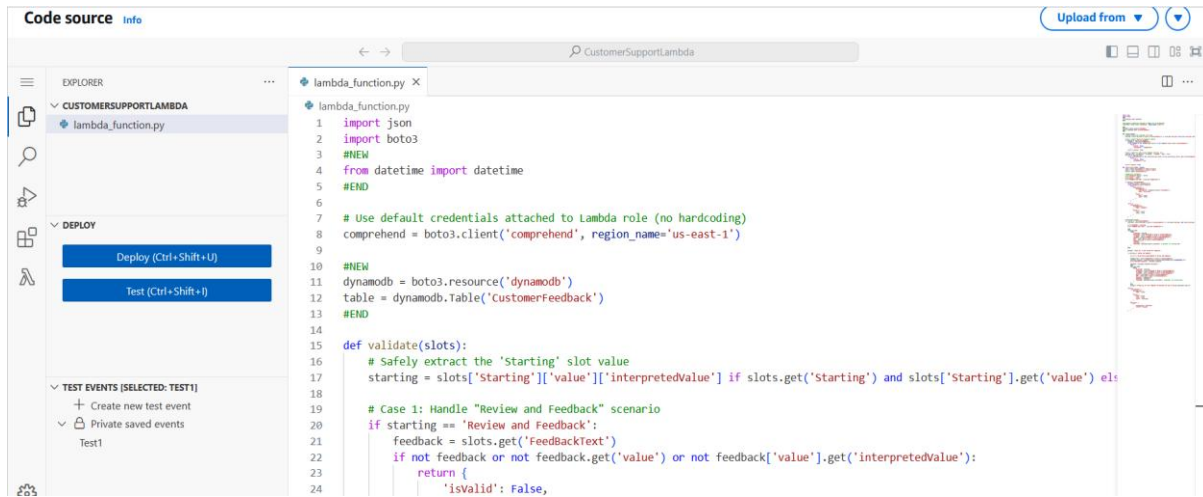 Code source Info
Upload from ▼
CustomerSupportLambda
EXPLORER
CUSTOMERSUPPORTLAMBDA
lambda_function.py
DEPLOY
Deploy (Ctrl+Shift+U)
Test (Ctrl+Shift+I)
TEST EVENTS [SELECTED: TEST1]
Create new test event
Private saved events
Test1
lambda_function.py
lambda_function.py
1 import json
2 import boto3
3 #NEW
4 from datetime import datetime
5 #END
6
7 # Use default credentials attached to Lambda role (no hardcoding)
8 comprehend = boto3.client('comprehend', region_name='us-east-1')
9
10 #NEW
11 dynamodb = boto3.resource('dynamodb')
12 table = dynamodb.Table('CustomerFeedback')
13 #END
14
15 def validate(slots):
16     # Safely extract the 'Starting' slot value
17     starting = slots['Starting']['value']['interpretedValue'] if slots.get('Starting') and slots['Starting'].get('value') els
18
19     # Case 1: Handle "Review and Feedback" scenario
20     if starting == 'Review and Feedback':
21         feedback = slots.get('FeedBackText')
22         if not feedback or not feedback.get('value') or not feedback['value'].get('interpretedValue'):
23             return {
24                 'isValid': False,